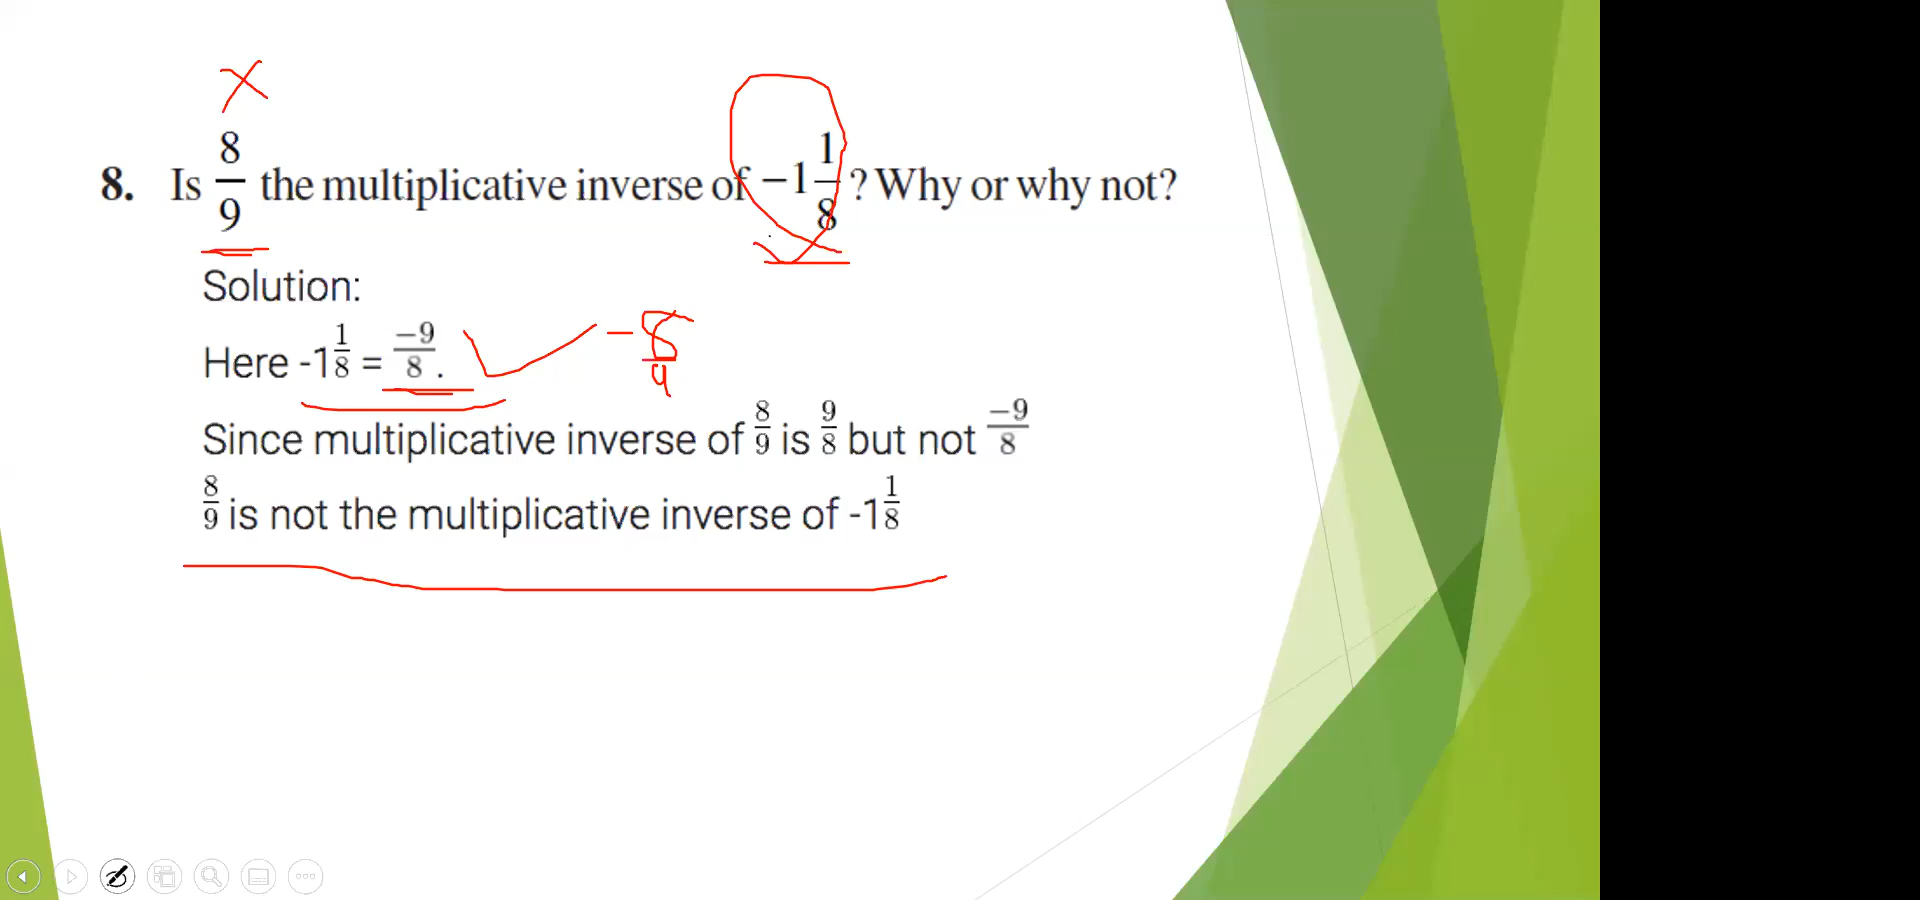 x
8. Is 8/9 the multiplicative inverse of −1 1/8 ? Why or why not?
Solution:
Here -1 1/8 = −9/8 . − 8/9
Since multiplicative inverse of 8/9 is 9/8 but not −9/8
8/9 is not the multiplicative inverse of -1 1/8